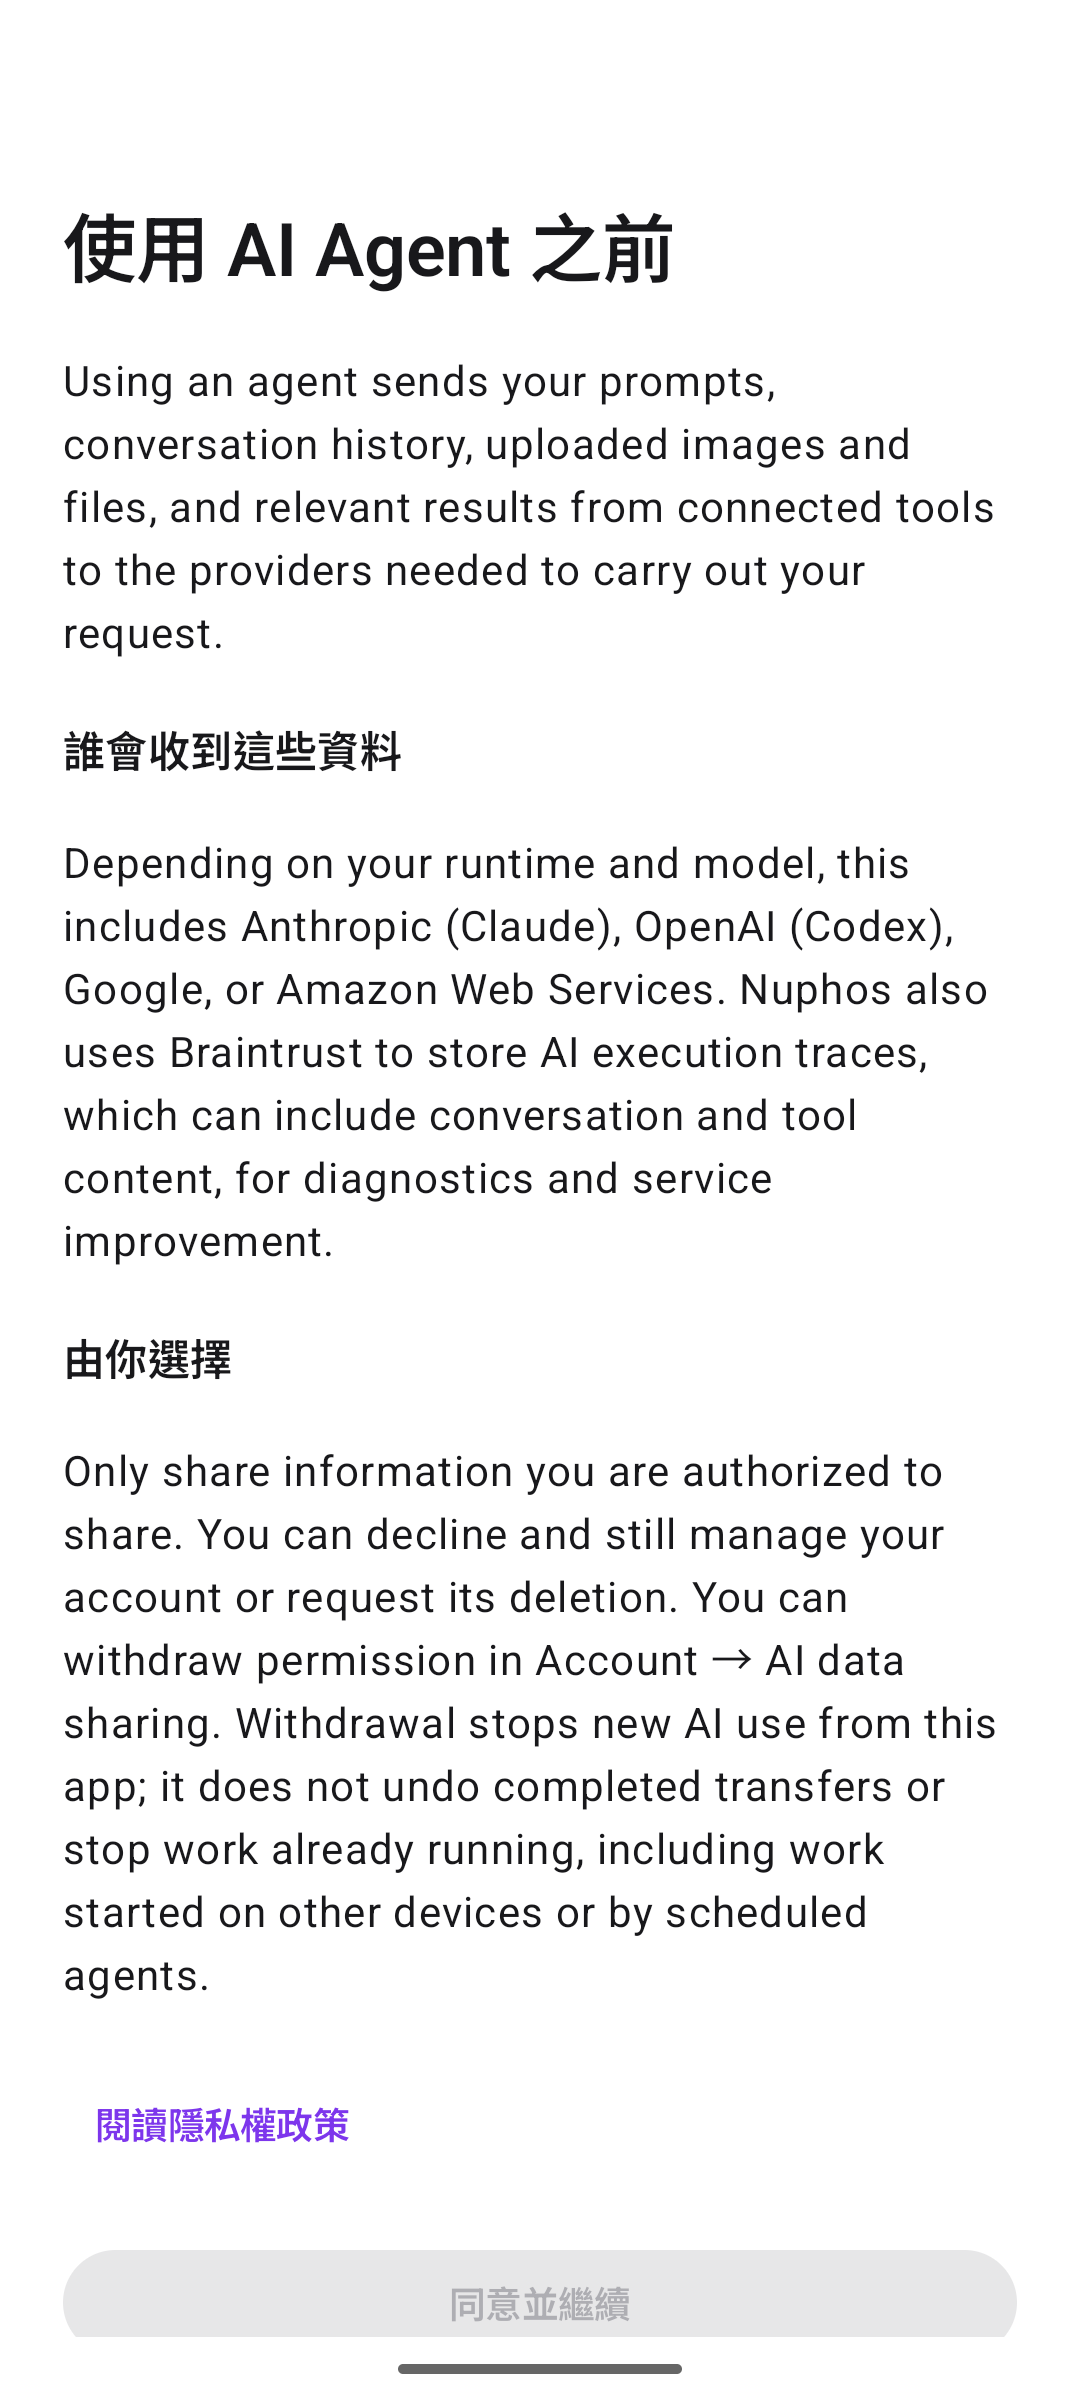 使用 AI Agent 之前
Using an agent sends your prompts,
conversation history, uploaded images and
files, and relevant results from connected tools
to the providers needed to carry out your
request.
誰會收到這些資料
Depending on your runtime and model, this
includes Anthropic (Claude), OpenAI (Codex),
Google, or Amazon Web Services. Nuphos also
uses Braintrust to store AI execution traces,
which can include conversation and tool
content, for diagnostics and service
improvement.
由你選擇
Only share information you are authorized to
share. You can decline and still manage your
account or request its deletion. You can
withdraw permission in Account → AI data
sharing. Withdrawal stops new AI use from this
app; it does not undo completed transfers or
stop work already running, including work
started on other devices or by scheduled
agents.
閱讀隱私權政策
同意並繼續